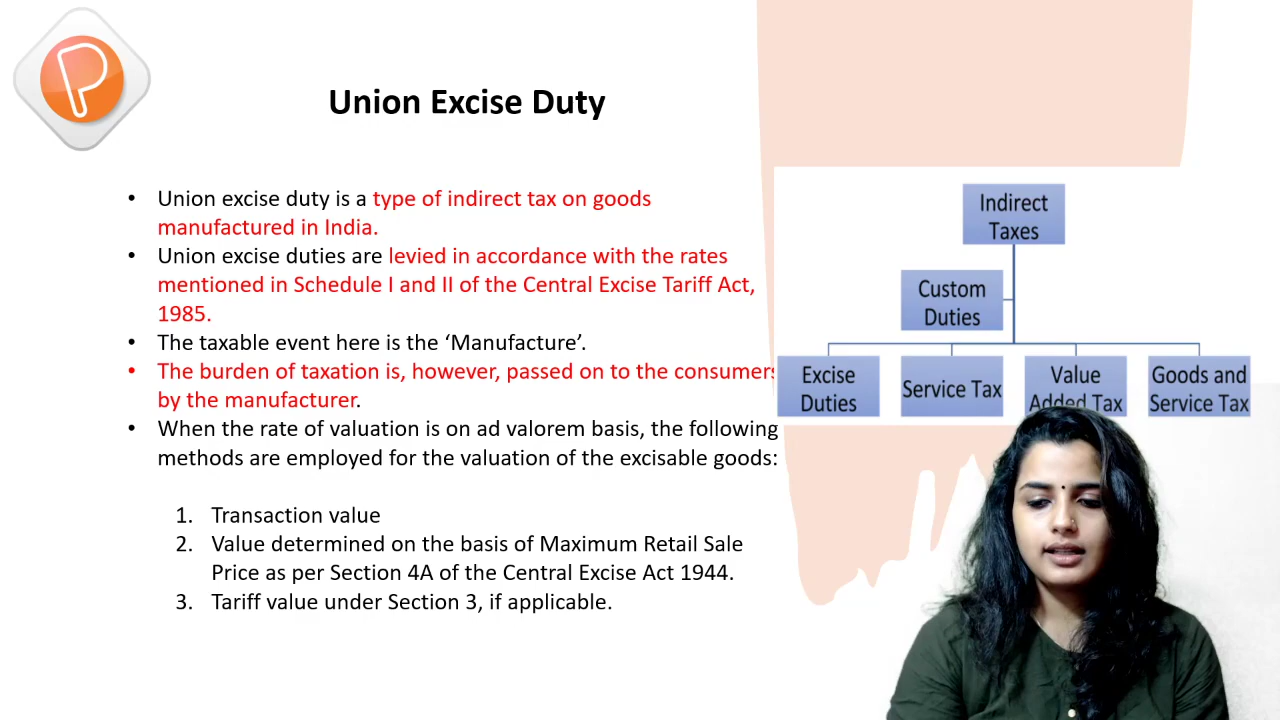 Union Excise Duty
• Union excise duty is a type of indirect tax on goods
manufactured in India.
• Union excise duties are levied in accordance with the rates
mentioned in Schedule I and II of the Central Excise Tariff Act,
1985.
• The taxable event here is the ‘Manufacture’.
• The burden of taxation is, however, passed on to the consumers
by the manufacturer.
• When the rate of valuation is on ad valorem basis, the following
methods are employed for the valuation of the excisable goods:
1. Transaction value
2. Value determined on the basis of Maximum Retail Sale
Price as per Section 4A of the Central Excise Act 1944.
3. Tariff value under Section 3, if applicable.
Indirect
Taxes
Custom
Duties
Excise
Duties
Service Tax
Value
Added Tax
Goods and
Service Tax